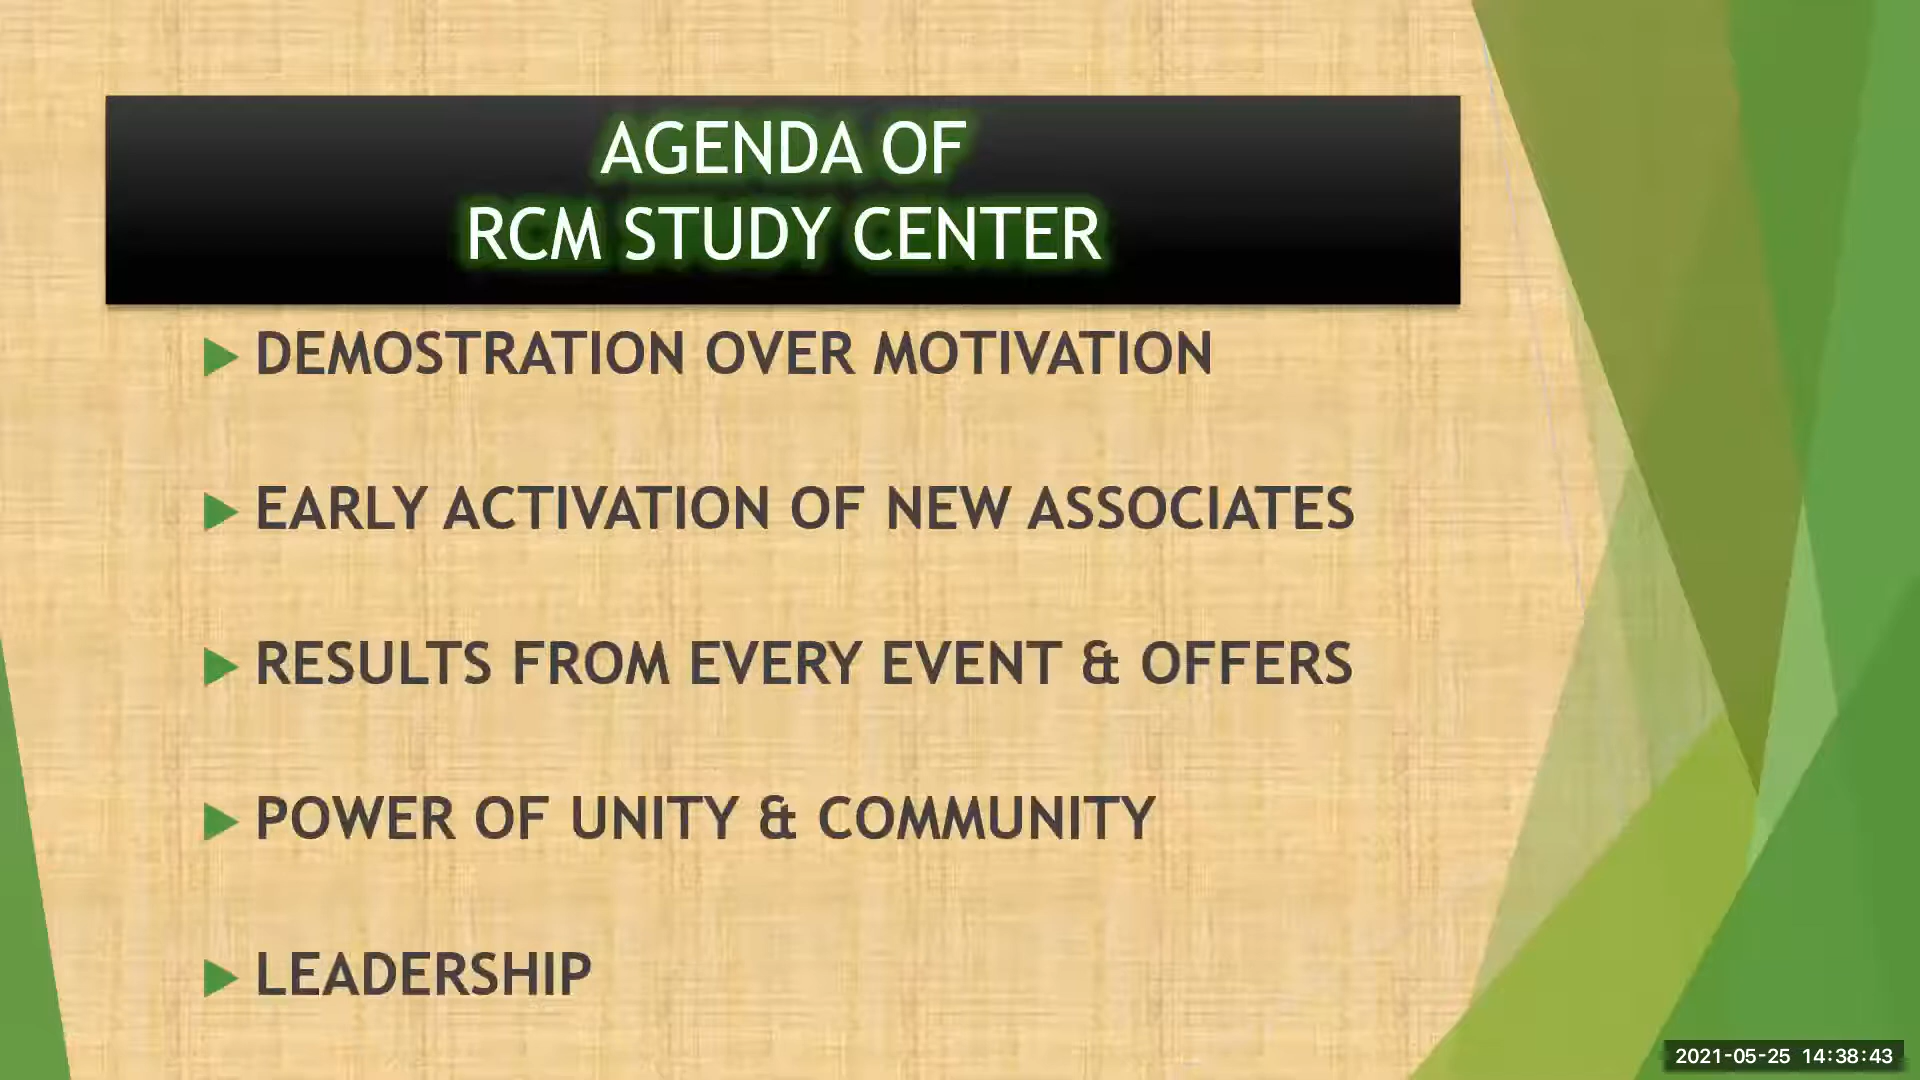 AGENDA OF
RCM STUDY CENTER
DEMOSTRATION OVER MOTIVATION
EARLY ACTIVATION OF NEW ASSOCIATES
RESULTS FROM EVERY EVENT & OFFERS
POWER OF UNITY & COMMUNITY
LEADERSHIP
2021-05-25 14:38:43